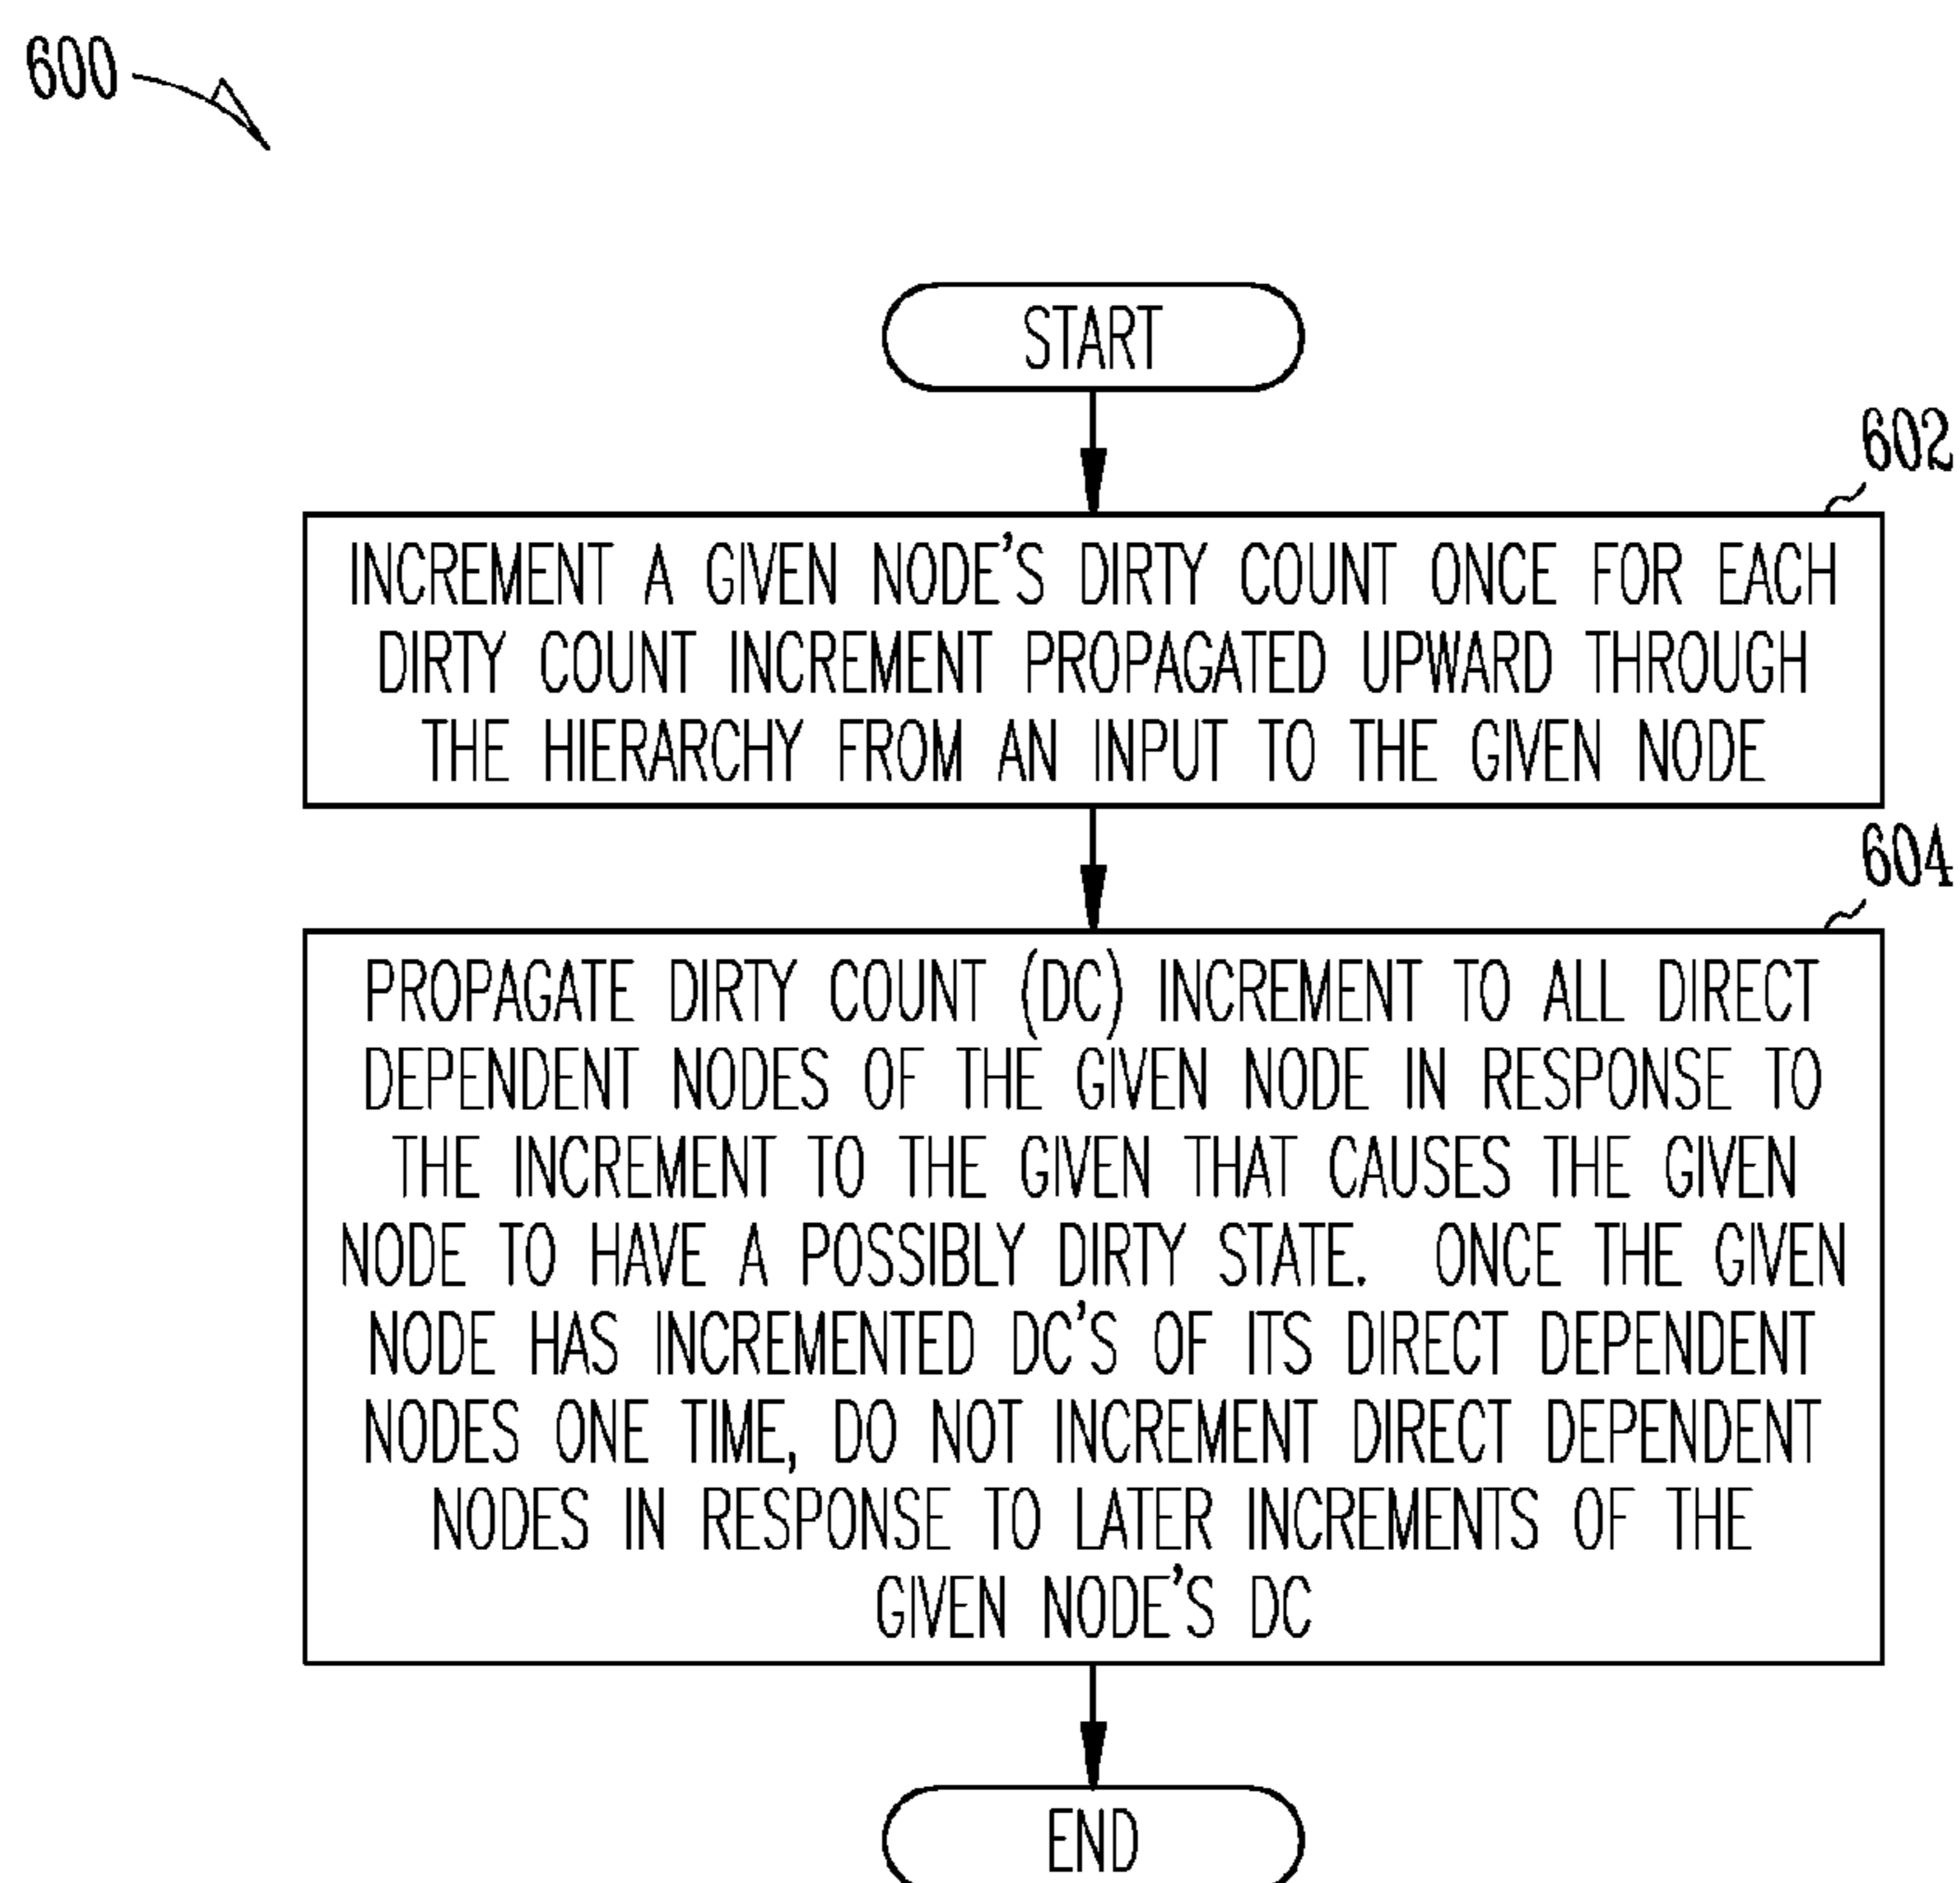 600
START
602
INCREMENT A GIVEN NODE'S DIRTY COUNT ONCE FOR EACH
DIRTY COUNT INCREMENT PROPAGATED UPWARD THROUGH
THE HIERARCHY FROM AN INPUT TO THE GIVEN NODE
604
PROPAGATE DIRTY COUNT (DC) INCREMENT TO ALL DIRECT
DEPENDENT NODES OF THE GIVEN NODE IN RESPONSE TO
THE INCREMENT TO THE GIVEN THAT CAUSES THE GIVEN
NODE TO HAVE A POSSIBLY DIRTY STATE. ONCE THE GIVEN
NODE HAS INCREMENTED DC'S OF ITS DIRECT DEPENDENT
NODES ONE TIME, DO NOT INCREMENT DIRECT DEPENDENT
NODES IN RESPONSE TO LATER INCREMENTS OF THE
GIVEN NODE'S DC
END